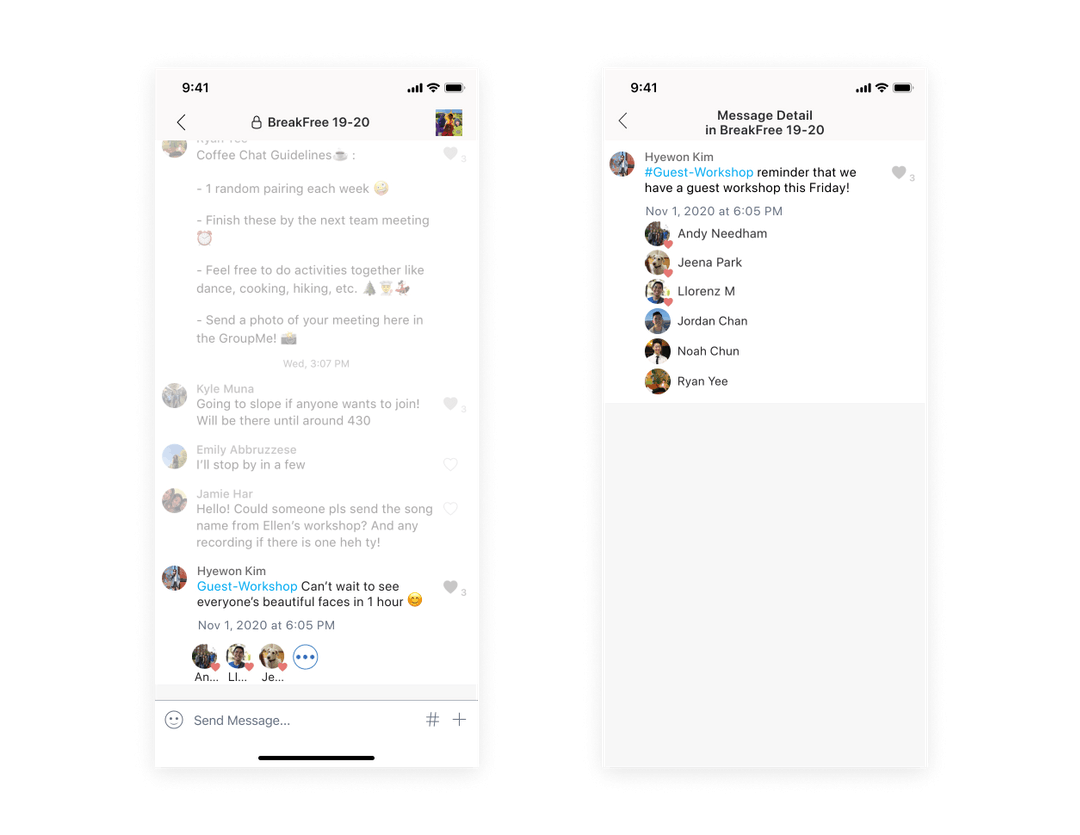 9:41
BreakFree 19-20
Ryan Yee
Coffee Chat Guidelines☕ :
3
- 1 random pairing each week 🤪
- Finish these by the next team meeting
⏰
- Feel free to do activities together like
dance, cooking, hiking, etc. 🌲👨‍🍳💃
- Send a photo of your meeting here in
the GroupMe! 📸
Wed, 3:07 PM
Kyle Muna
Going to slope if anyone wants to join!
3
Will be there until around 430
Emily Abbruzzese
I’ll stop by in a few
Jamie Har
Hello! Could someone pls send the song
name from Ellen’s workshop? And any
recording if there is one heh ty!
Hyewon Kim
Guest-Workshop Can’t wait to see
3
everyone’s beautiful faces in 1 hour 😊
Nov 1, 2020 at 6:05 PM
An... Ll... Je...
Send Message...
9:41
Message Detail
in BreakFree 19-20
Hyewon Kim
#Guest-Workshop reminder that we
3
have a guest workshop this Friday!
Nov 1, 2020 at 6:05 PM
Andy Needham
Jeena Park
Llorenz M
Jordan Chan
Noah Chun
Ryan Yee